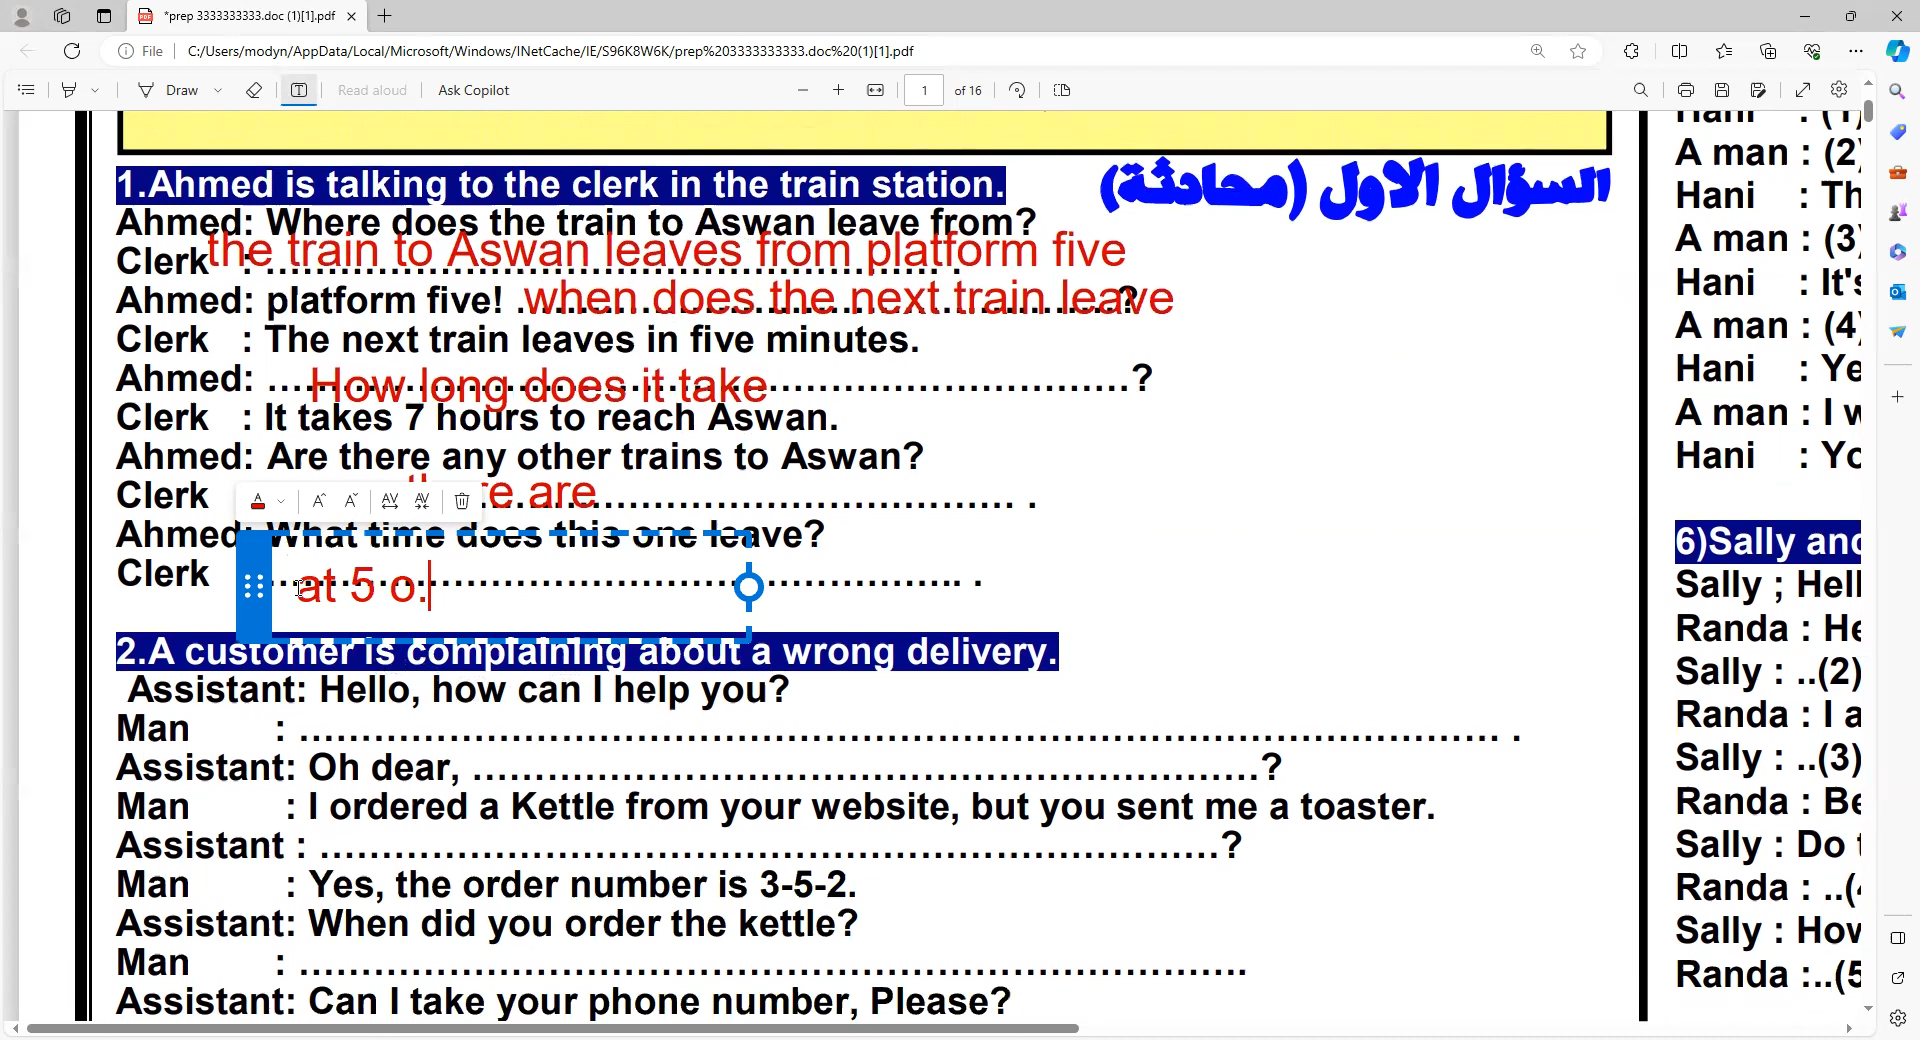 *prep 3333333333.doc (1)[1].pdf
File
C:/Users/modyn/AppData/Local/Microsoft/Windows/INetCache/IE/S96K8W6K/prep%203333333333.doc%20(1)[1].pdf
Draw
Read aloud
Ask Copilot
1
of 16
السؤال الاول (محادثة)
1.Ahmed is talking to the clerk in the train station.
Ahmed: Where does the train to Aswan leave from?
the train to Aswan leaves from platform five
Clerk : .................................................... .
Ahmed: platform five! ....................................................?
when does the next train leave
Clerk : The next train leaves in five minutes.
Ahmed: ....................................................?
How long does it take
Clerk : It takes 7 hours to reach Aswan.
Ahmed: Are there any other trains to Aswan?
Clerk .................................................... .
are
Ahmed: What time does this one leave?
Clerk .................................................... .
at 5 o.
2.A customer is complaining about a wrong delivery.
Assistant: Hello, how can I help you?
Man : .................................................................................... .
Assistant: Oh dear, ............................................................?
Man : I ordered a Kettle from your website, but you sent me a toaster.
Assistant : ....................................................................?
Man : Yes, the order number is 3-5-2.
Assistant: When did you order the kettle?
Man : ........................................................................
Assistant: Can I take your phone number, Please?
Hani : (1)
A man : (2)
Hani : Th
A man : (3)
Hani : It's
A man : (4)
Hani : Ye
A man : I w
Hani : Yo
6)Sally and
Sally ; Hell
Randa : He
Sally : ..(2)
Randa : I a
Sally : ..(3)
Randa : Be
Sally : Do t
Randa : ..(4
Sally : How
Randa :..(5